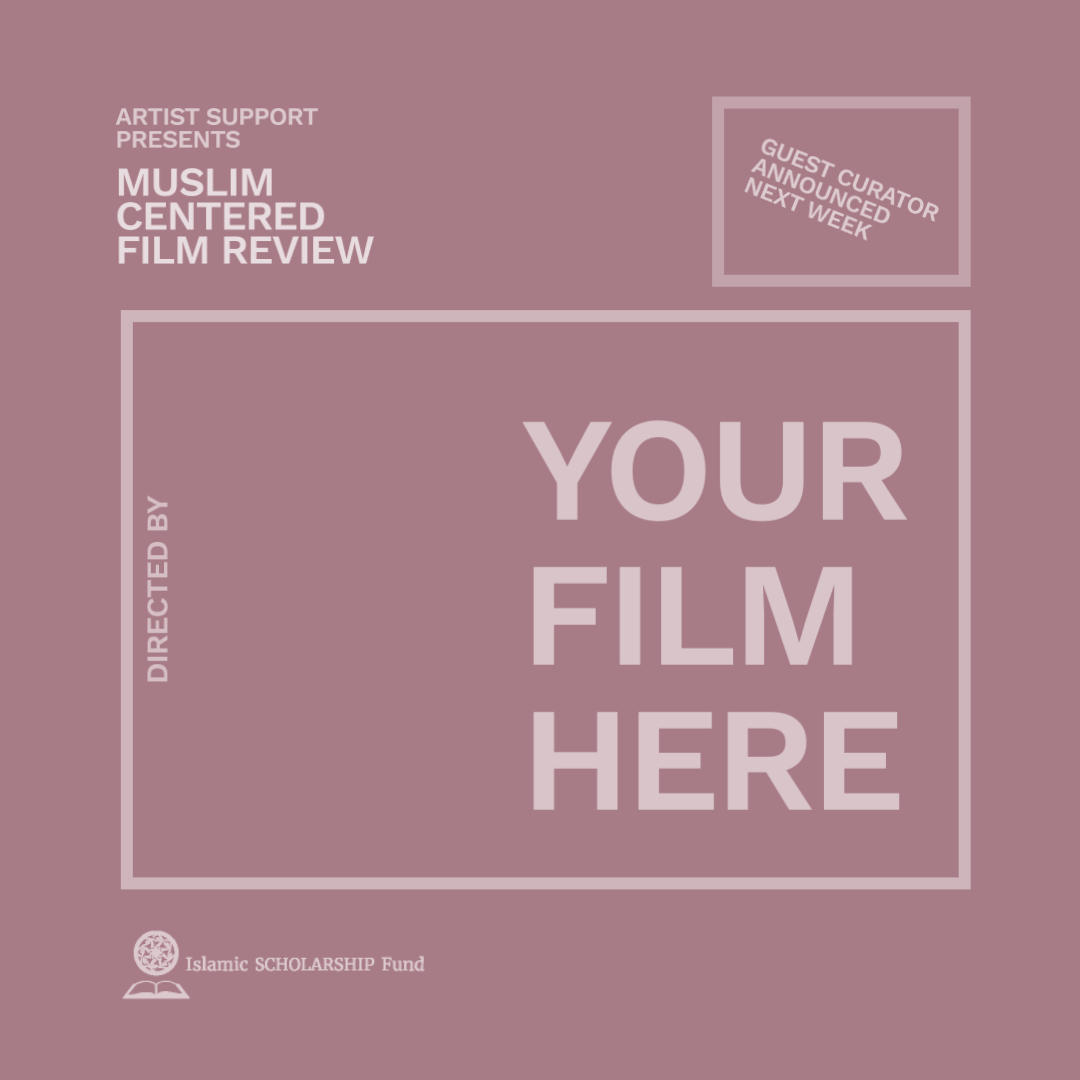 ARTIST SUPPORT
PRESENTS
MUSLIM
CENTERED
FILM REVIEW
GUEST CURATOR
ANNOUNCED
NEXT WEEK
DIRECTED BY
YOUR
FILM
HERE
Islamic SCHOLARSHIP Fund